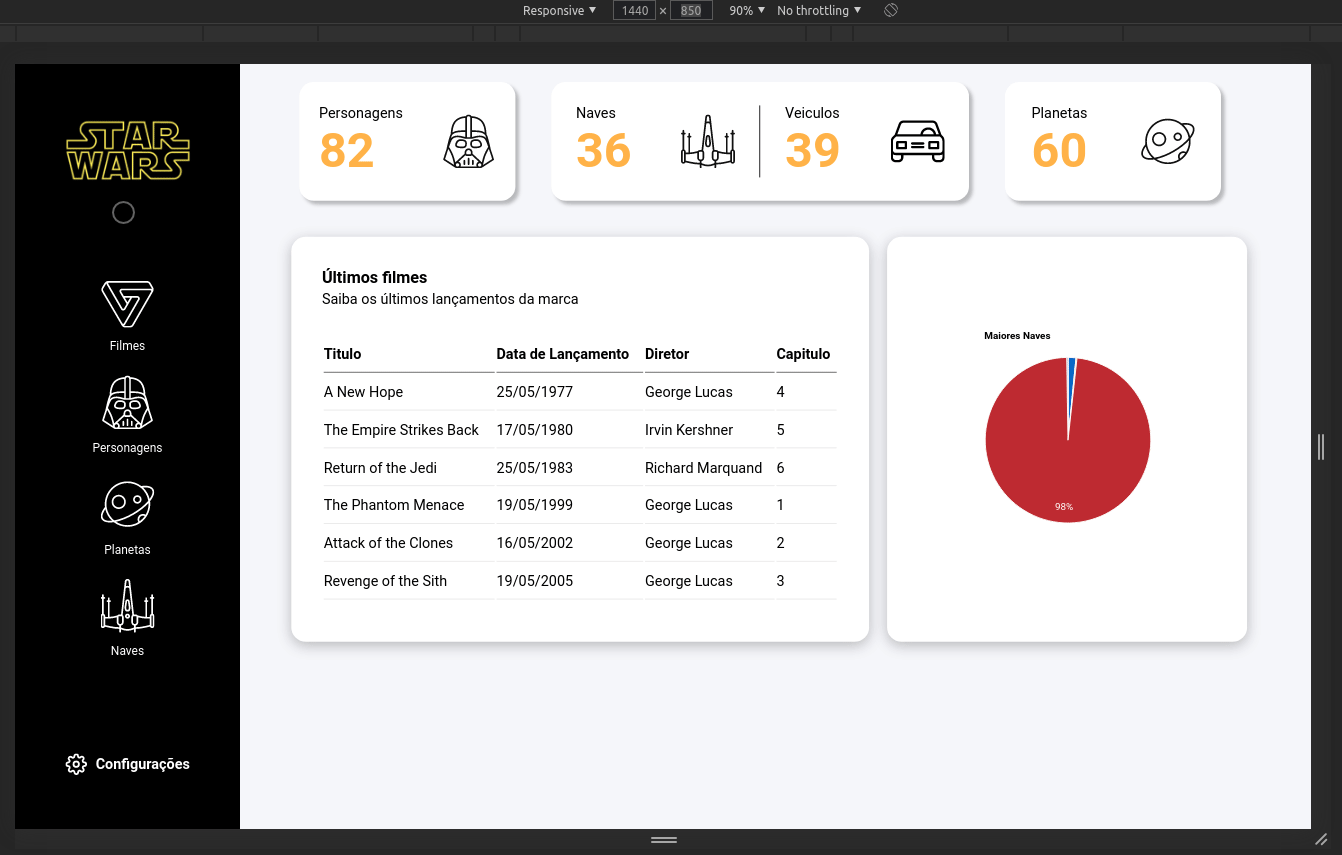 Responsive ▼ 1440 × 850 90% ▼ No throttling ▼
STAR
WARS
Filmes
Personagens
Planetas
Naves
Configurações
Personagens
82
Naves
36
Veiculos
39
Planetas
60
Últimos filmes
Saiba os últimos lançamentos da marca
Titulo Data de Lançamento Diretor Capitulo
A New Hope 25/05/1977 George Lucas 4
The Empire Strikes Back 17/05/1980 Irvin Kershner 5
Return of the Jedi 25/05/1983 Richard Marquand 6
The Phantom Menace 19/05/1999 George Lucas 1
Attack of the Clones 16/05/2002 George Lucas 2
Revenge of the Sith 19/05/2005 George Lucas 3
Maiores Naves
98%